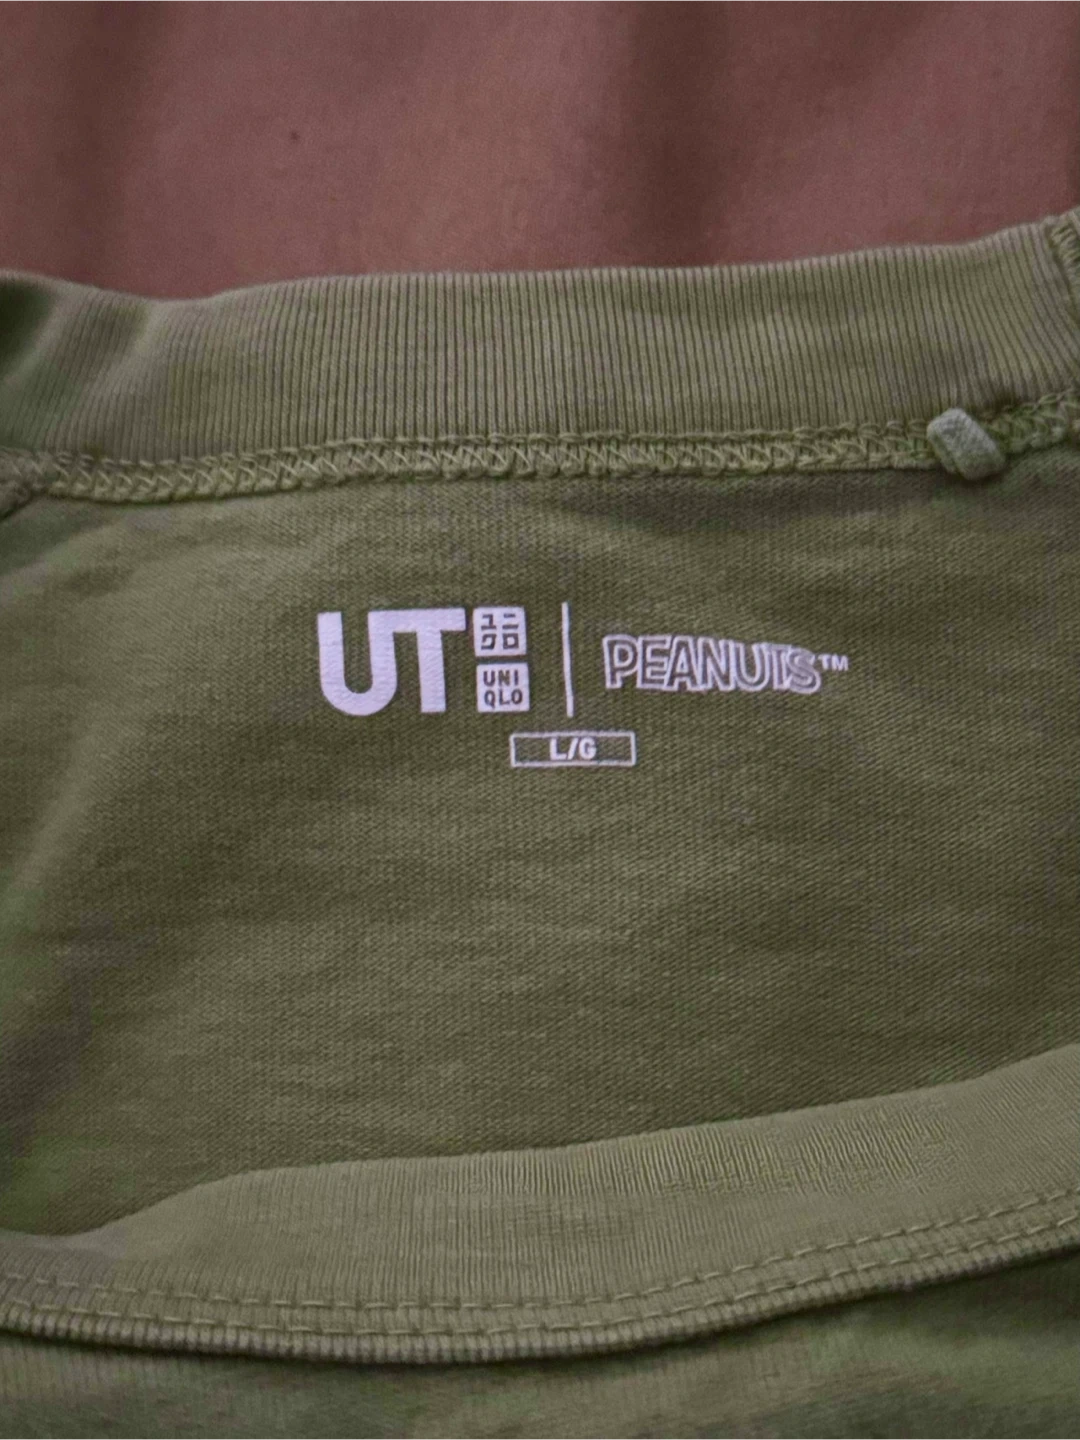 UT ユニクロ UNIQLO | PEANUTS™
L/G